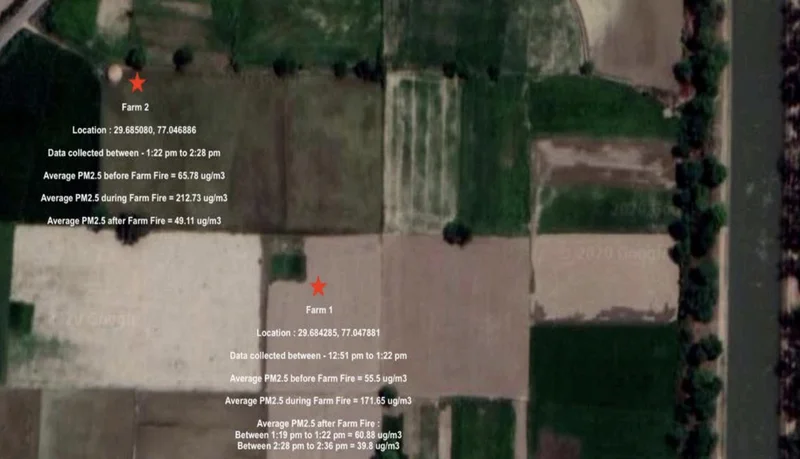 Farm 2
Location : 29.685080, 77.046886
Data collected between - 1:22 pm to 2:28 pm
Average PM2.5 before Farm Fire = 65.78 ug/m3
Average PM2.5 during Farm Fire = 212.73 ug/m3
Average PM2.5 after Farm Fire = 49.11 ug/m3
© 2020 Google
Farm 1
Location : 29.684285, 77.047881
Data collected between - 12:51 pm to 1:22 pm
Average PM2.5 before Farm Fire = 55.5 ug/m3
Average PM2.5 during Farm Fire = 171.65 ug/m3
Average PM2.5 after Farm Fire :
Between 1:19 pm to 1:22 pm = 60.88 ug/m3
Between 2:28 pm to 2:36 pm = 39.8 ug/m3